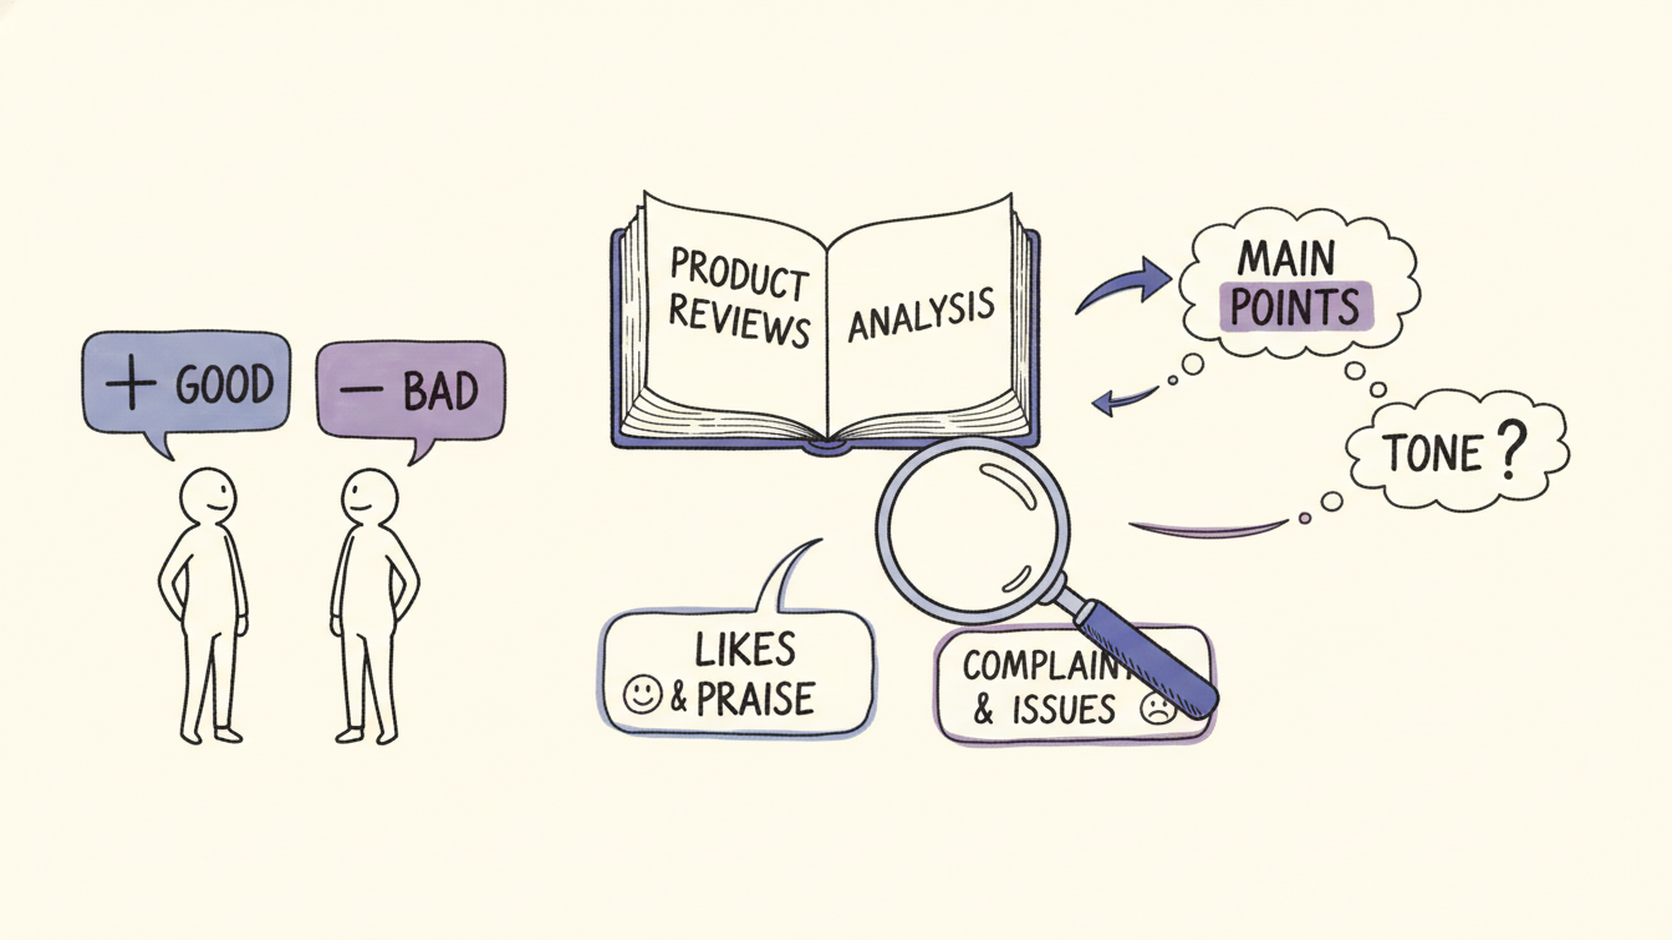 + GOOD
– BAD
PRODUCT
REVIEWS
ANALYSIS
MAIN
POINTS
TONE?
LIKES
& PRAISE
& ISSUES